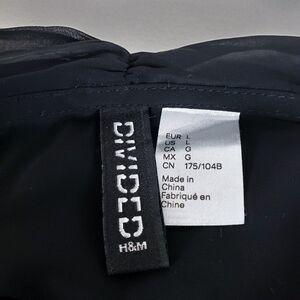 DIVIDED
H&M
EUR L
US L
CA G
MX G
CN 175/104B
Made in
China
Fabriqué en
Chine